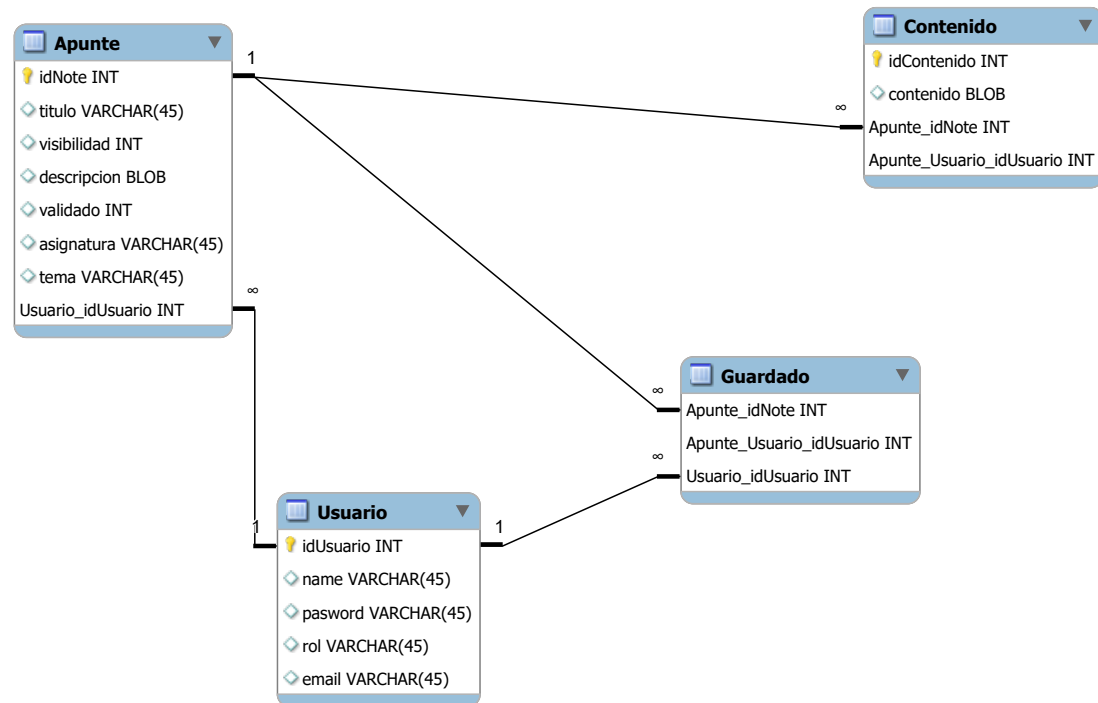 Apunte
idNote INT
titulo VARCHAR(45)
visibilidad INT
descripcion BLOB
validado INT
asignatura VARCHAR(45)
tema VARCHAR(45)
Usuario_idUsuario INT
1
∞
Contenido
idContenido INT
contenido BLOB
Apunte_idNote INT
Apunte_Usuario_idUsuario INT
∞
Guardado
Apunte_idNote INT
Apunte_Usuario_idUsuario INT
Usuario_idUsuario INT
∞
∞
Usuario
idUsuario INT
name VARCHAR(45)
pasword VARCHAR(45)
rol VARCHAR(45)
email VARCHAR(45)
1
1